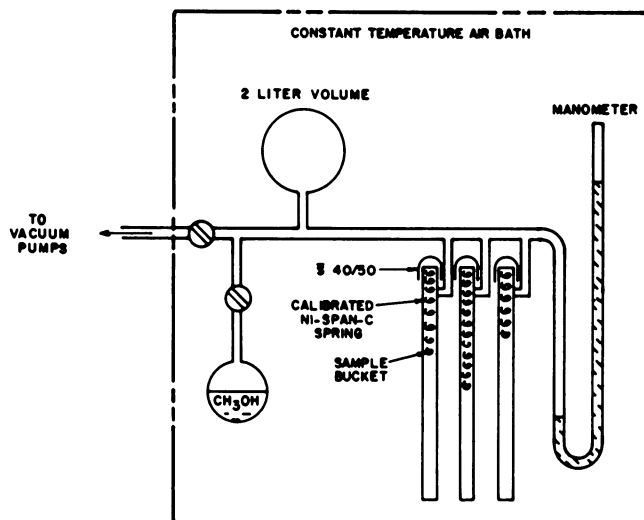 CONSTANT TEMPERATURE AIR BATH
2 LITER VOLUME
MANOMETER
TO
VACUUM
PUMPS
40/50
CALIBRATED
NI-SPAN-C
SPRING
SAMPLE
BUCKET
CH₃OH